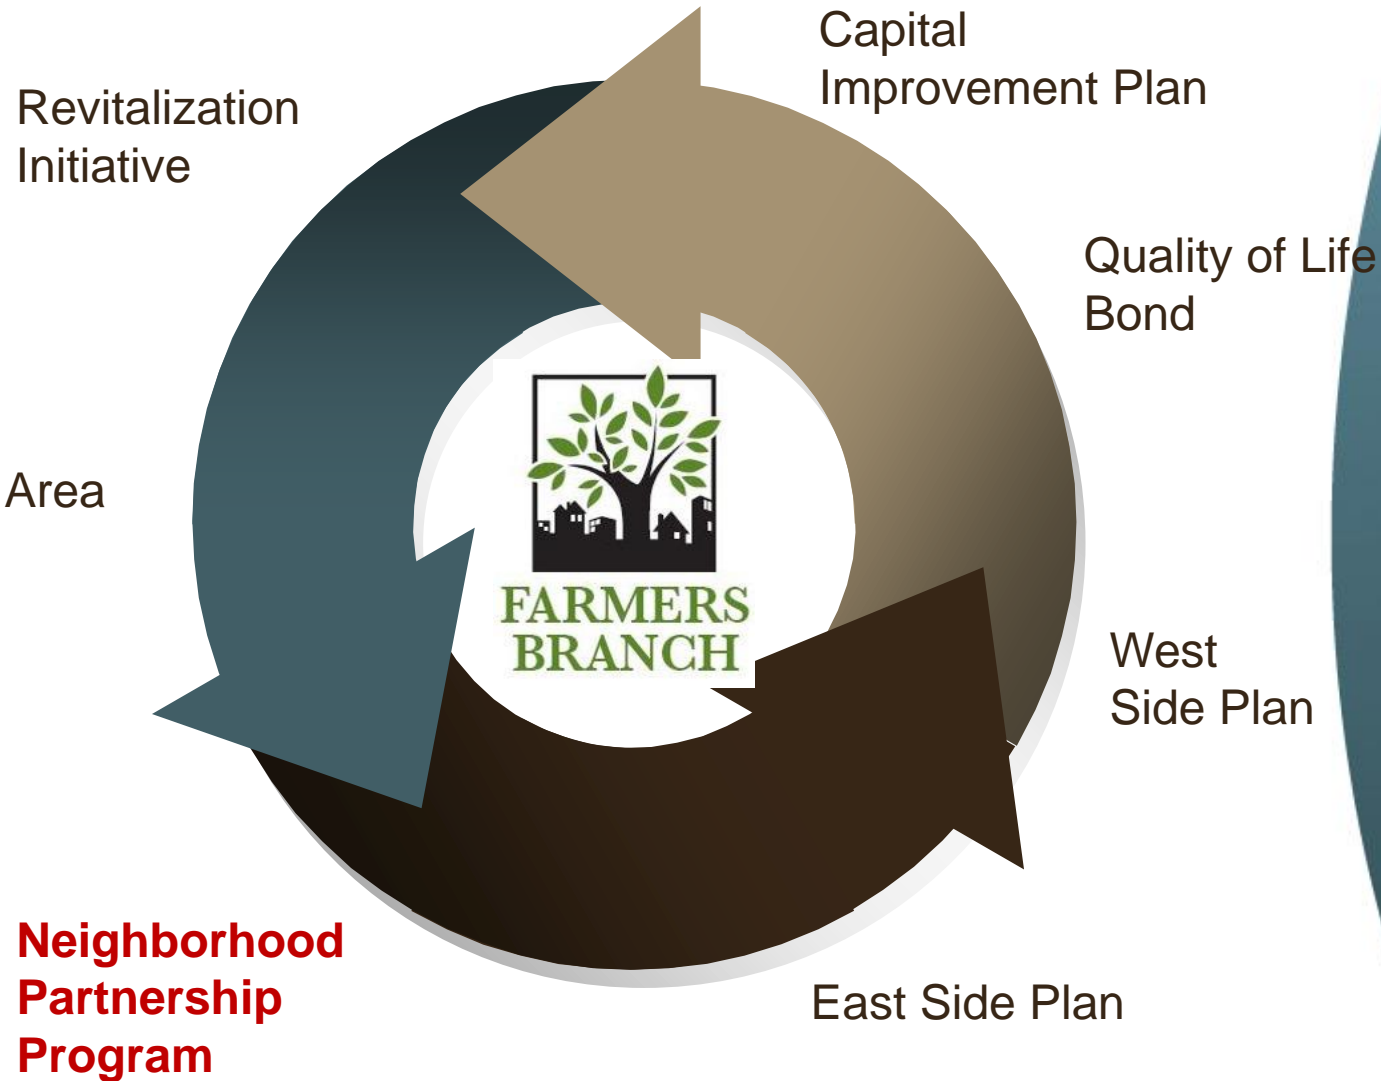 Capital
Improvement Plan
Revitalization
Initiative
Quality of Life
Bond
Area
FARMERS
BRANCH
West
Side Plan
Neighborhood
Partnership
Program
East Side Plan